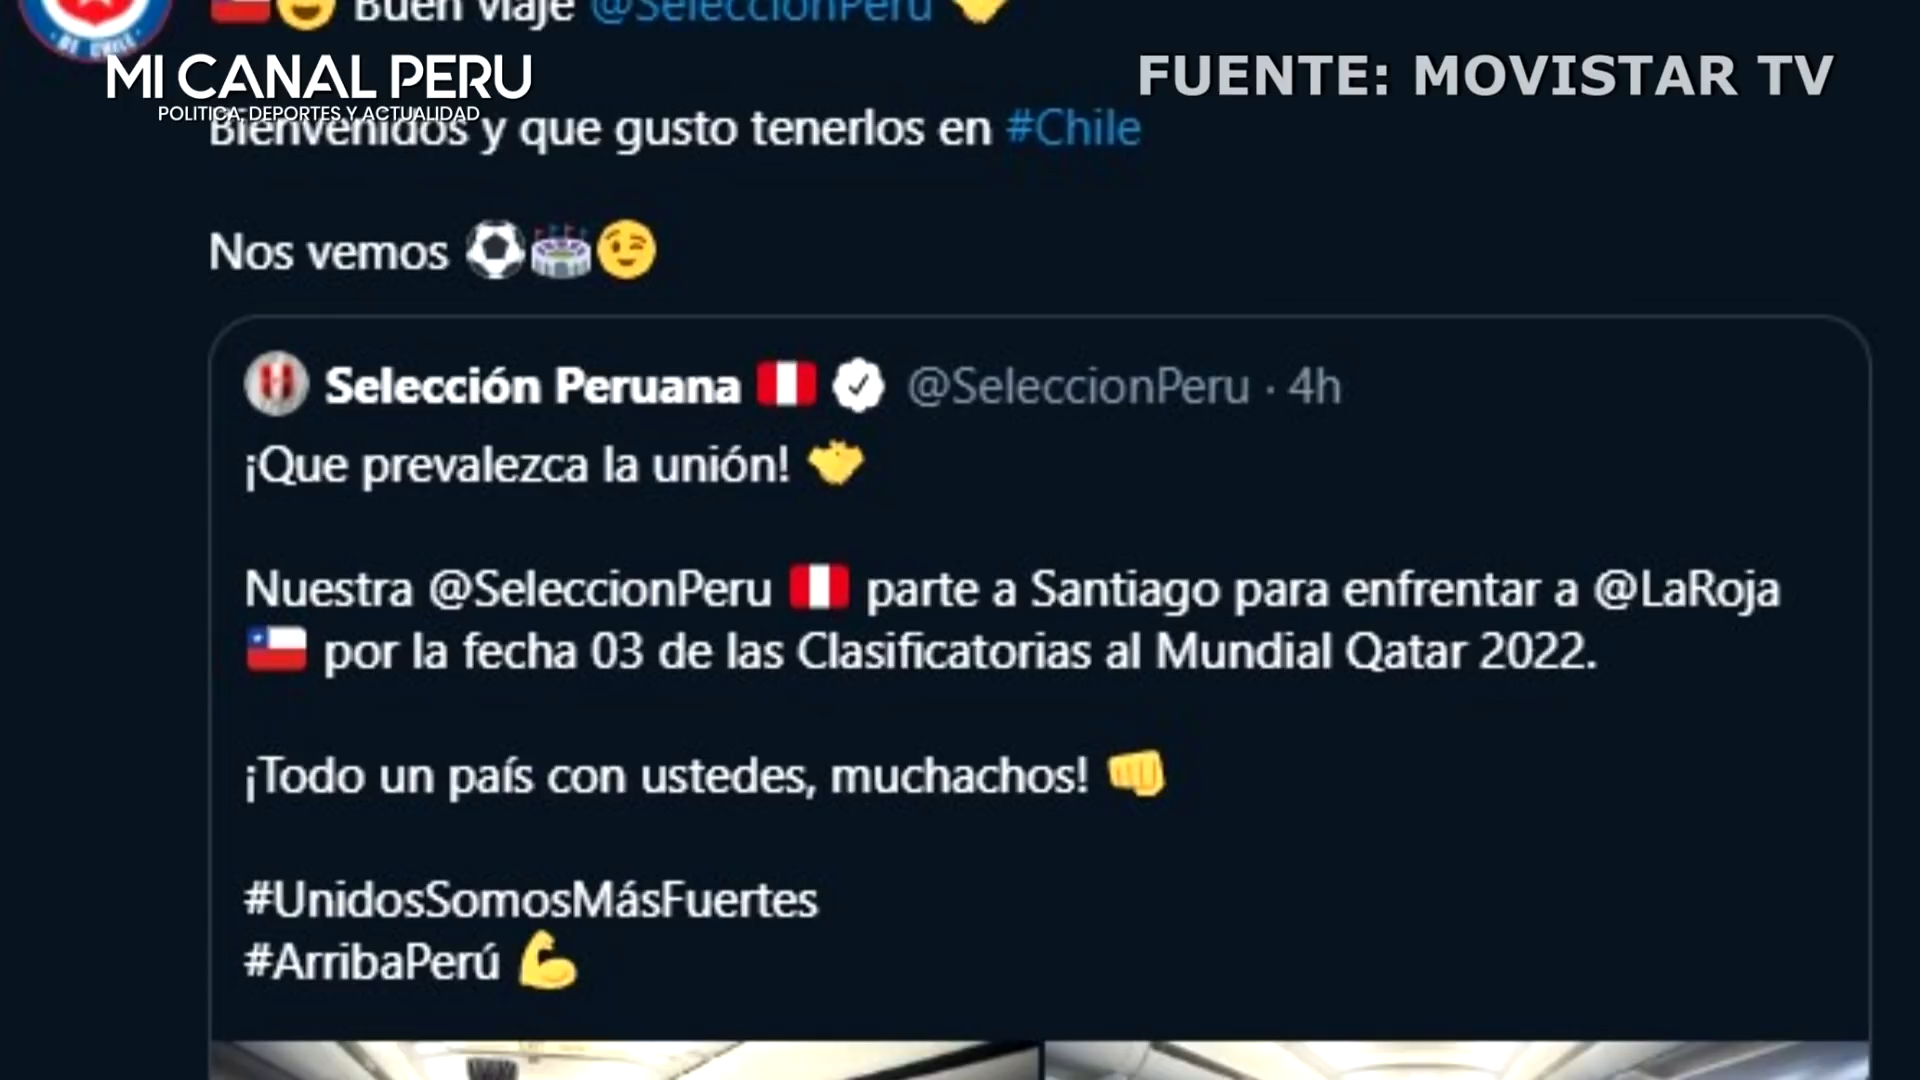 Buen viaje @SeleccionPeru
DE CHILE
MI CANAL PERU
FUENTE: MOVISTAR TV
POLITICA, DEPORTES Y ACTUALIDAD
Bienvenidos y que gusto tenerlos en #Chile
Nos vemos ⚽🏟️😉
Selección Peruana 🇵🇪 @SeleccionPeru · 4h
¡Que prevalezca la unión! 🤝
Nuestra @SeleccionPeru 🇵🇪 parte a Santiago para enfrentar a @LaRoja
🇨🇱 por la fecha 03 de las Clasificatorias al Mundial Qatar 2022.
¡Todo un país con ustedes, muchachos! 👊
#UnidosSomosMásFuertes
#ArribaPerú 💪